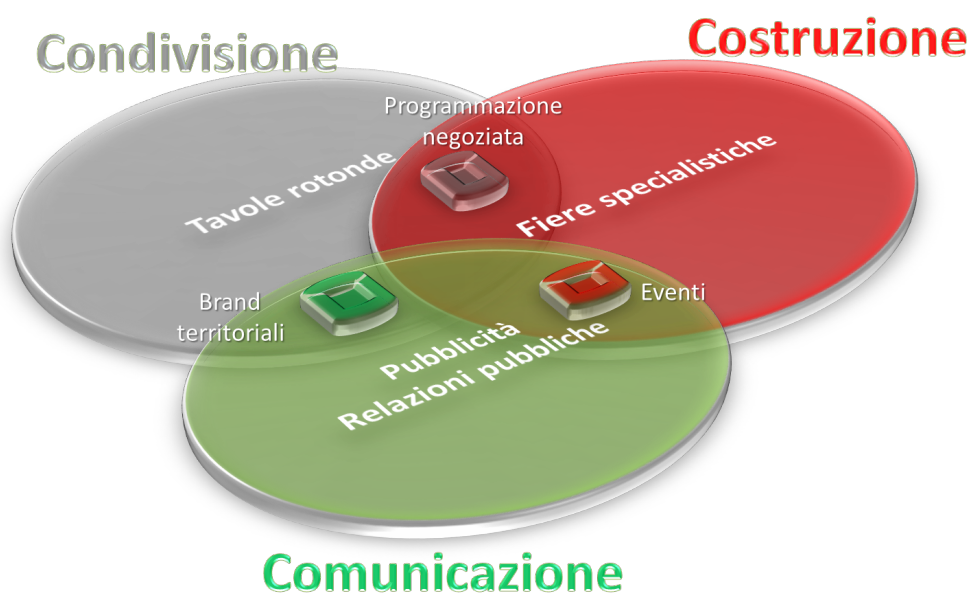 Condivisione
Costruzione
Programmazione
negoziata
Tavole rotonde
Fiere specialistiche
Brand
territoriali
Eventi
Pubblicità
Relazioni pubbliche
Comunicazione